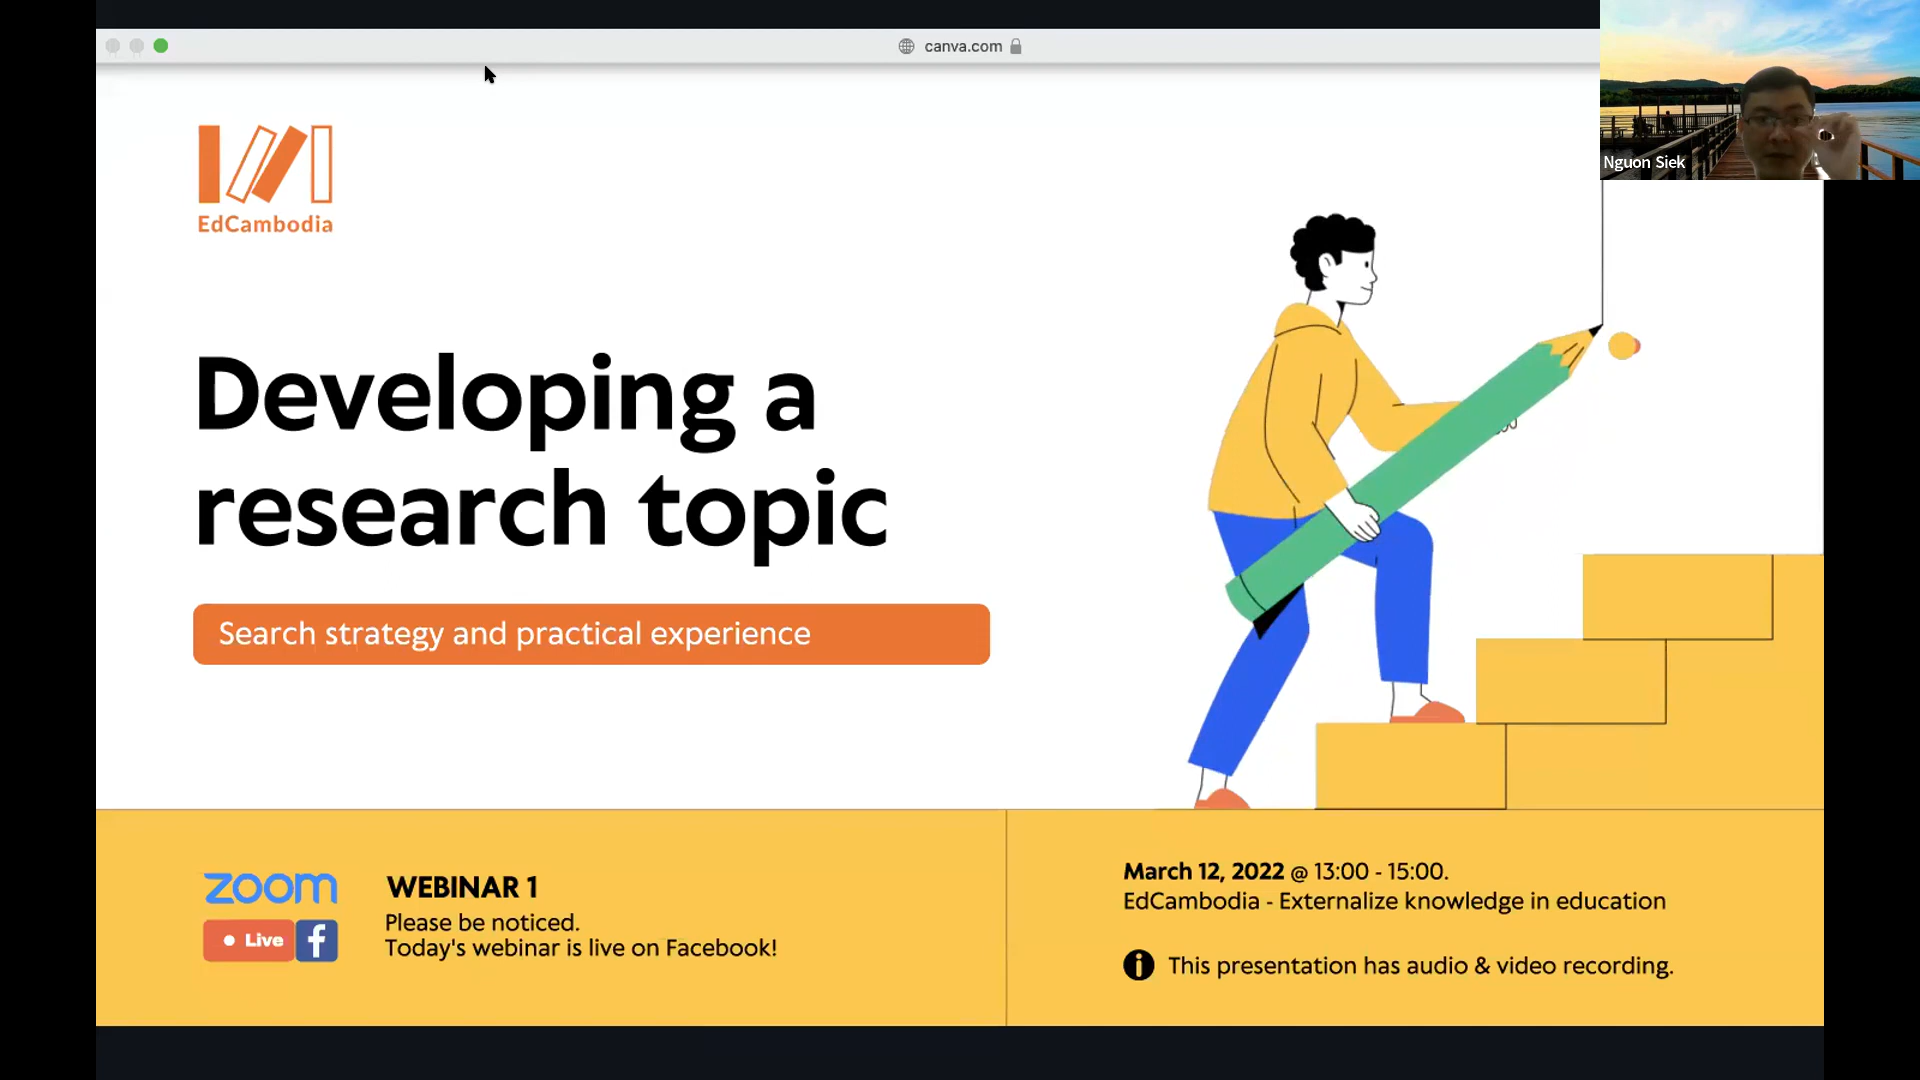 canva.com
Nguon Siek
EdCambodia
Developing a
research topic
Search strategy and practical experience
zoom
Live
WEBINAR 1
Please be noticed.
Today's webinar is live on Facebook!
March 12, 2022 @ 13:00 - 15:00.
EdCambodia - Externalize knowledge in education
This presentation has audio & video recording.